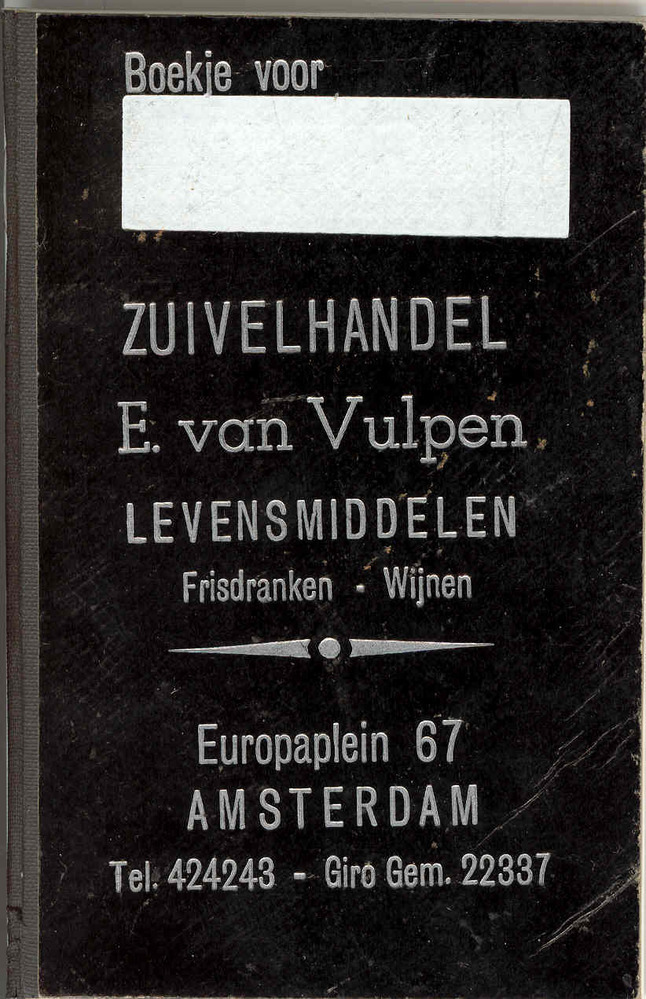 Boekje voor
ZUIVELHANDEL
E. van Vulpen
LEVENSMIDDELEN
Frisdranken - Wijnen
Europaplein 67
AMSTERDAM
Tel. 424243 - Giro Gem. 22337